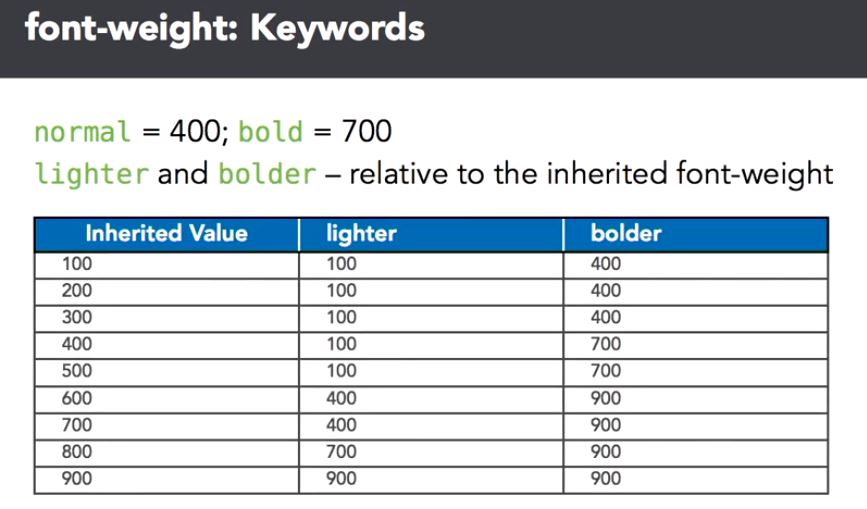 font-weight: Keywords
normal = 400; bold = 700
lighter and bolder – relative to the inherited font-weight
Inherited Value lighter bolder
100 100 400
200 100 400
300 100 400
400 100 700
500 100 700
600 400 900
700 400 900
800 700 900
900 900 900